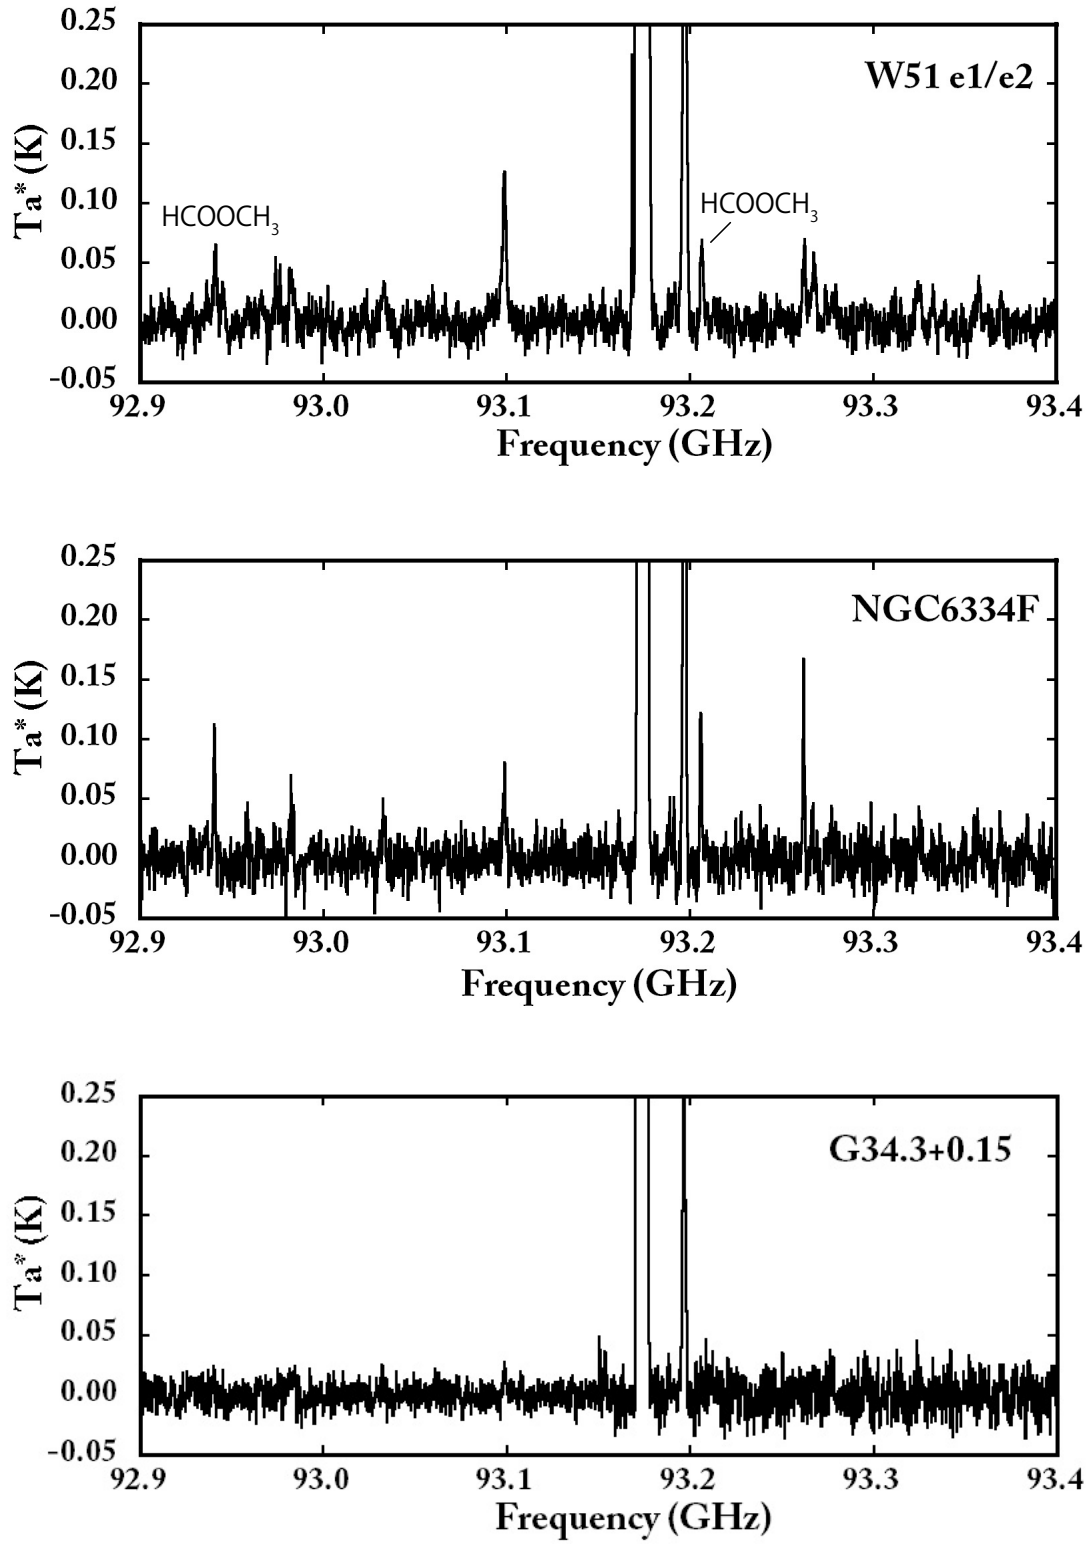 0.25
W51 e1/e2
0.20
0.15
HCOOCH3
0.10
HCOOCH3
0.05
0.00
-0.05
Ta* (K)
92.9 93.0 93.1 93.2 93.3 93.4
Frequency (GHz)
0.25
NGC6334F
0.20
0.15
0.10
0.05
0.00
-0.05
Ta* (K)
92.9 93.0 93.1 93.2 93.3 93.4
Frequency (GHz)
0.25
G34.3+0.15
0.20
0.15
0.10
0.05
0.00
-0.05
Ta* (K)
92.9 93.0 93.1 93.2 93.3 93.4
Frequency (GHz)